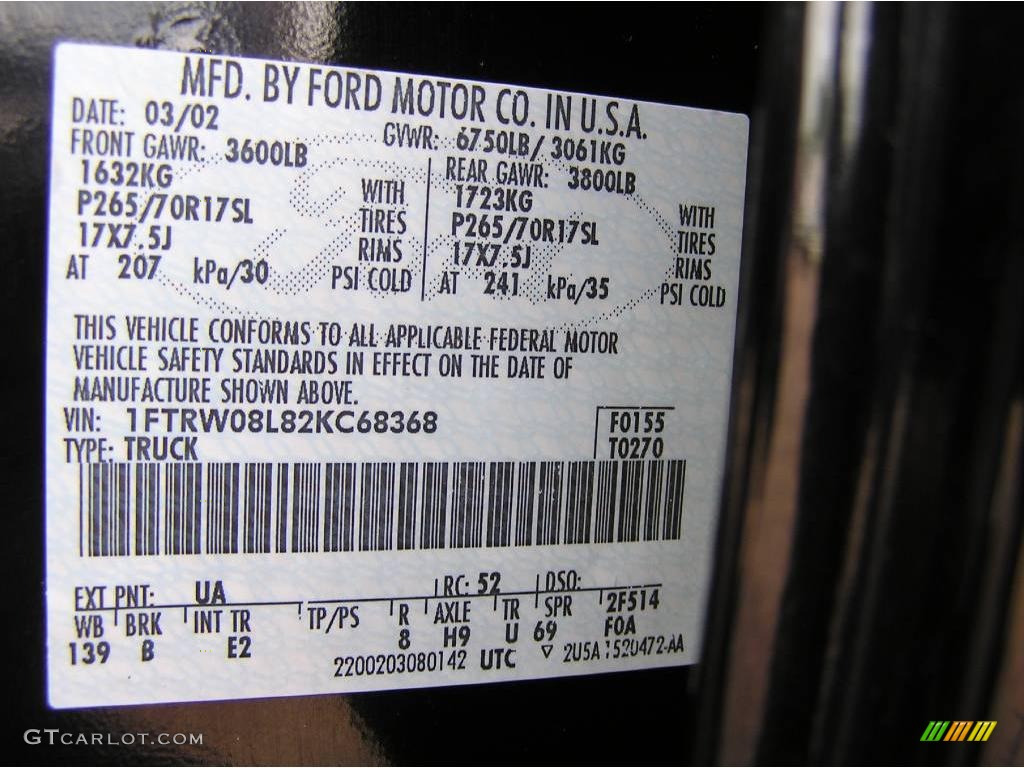 MFD. BY FORD MOTOR CO. IN U.S.A.
DATE: 03/02 GVWR: 6750LB/ 3061KG
FRONT GAWR: 3600LB REAR GAWR: 3800LB
1632KG WITH 1723KG WITH
P265/70R17SL TIRES P265/70R17SL TIRES
17X7.5J RIMS 17X7.5J RIMS
AT 207 kPa/30 PSI COLD AT 241 kPa/35 PSI COLD
THIS VEHICLE CONFORMS TO ALL APPLICABLE FEDERAL MOTOR
VEHICLE SAFETY STANDARDS IN EFFECT ON THE DATE OF
MANUFACTURE SHOWN ABOVE.
VIN: 1FTRW08L82KC68368 F0155
TYPE: TRUCK T0270
EXT PNT: UA RC: 52 DSO:
WB BRK INT TR TP/PS R AXLE TR SPR 2F514
139 B E2 8 H9 U 69 F0A
2200203080142 UTC ▽ 2U5A 1520472-AA
GTCARLOT.COM